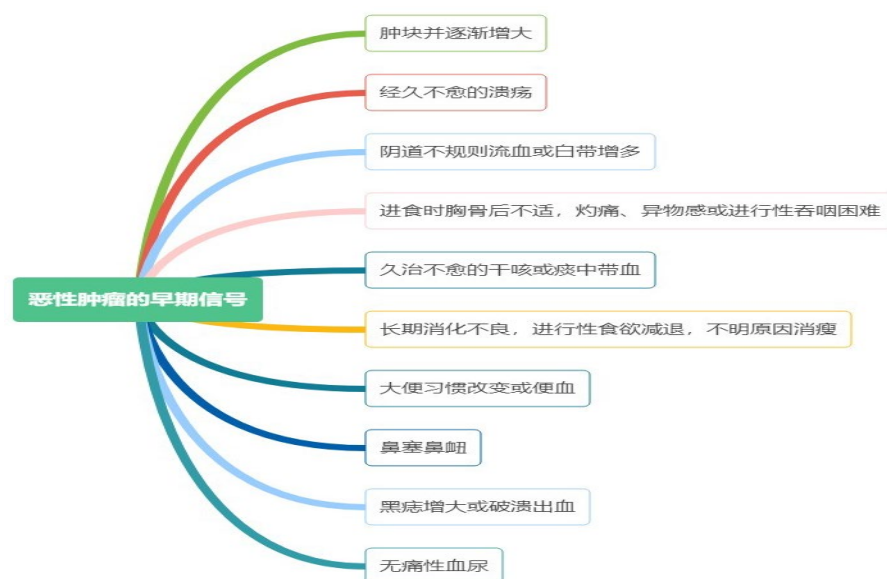 肿块并逐渐增大
经久不愈的溃疡
阴道不规则流血或白带增多
进食时胸骨后不适，灼痛、异物感或进行性吞咽困难
久治不愈的干咳或痰中带血
恶性肿瘤的早期信号
长期消化不良，进行性食欲减退，不明原因消瘦
大便习惯改变或便血
鼻塞鼻衄
黑痣增大或破溃出血
无痛性血尿